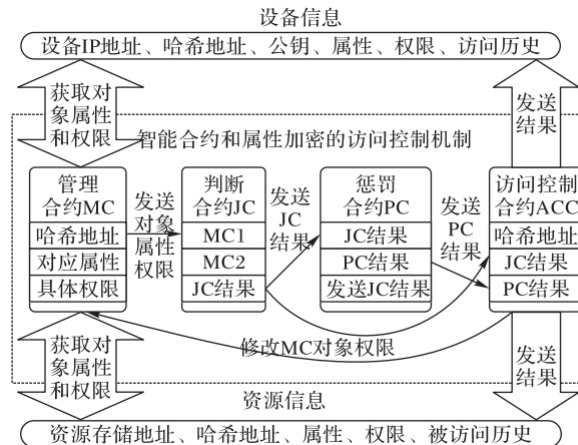 设备信息
设备IP地址、哈希地址、公钥、属性、权限、访问历史
获取对
象属性
和权限
发送
结果
智能合约和属性加密的访问控制机制
管理
合约MC
哈希地址
对应属性
具体权限
发送
对象
属性
权限
判断
合约JC
MC1
MC2
JC结果
发送
JC
结果
惩罚
合约PC
JC结果
PC结果
发送JC结果
发送
PC
结果
访问控制
合约ACC
哈希地址
JC结果
PC结果
修改MC对象权限
获取对
象属性
和权限
发送
结果
资源信息
资源存储地址、哈希地址、属性、权限、被访问历史